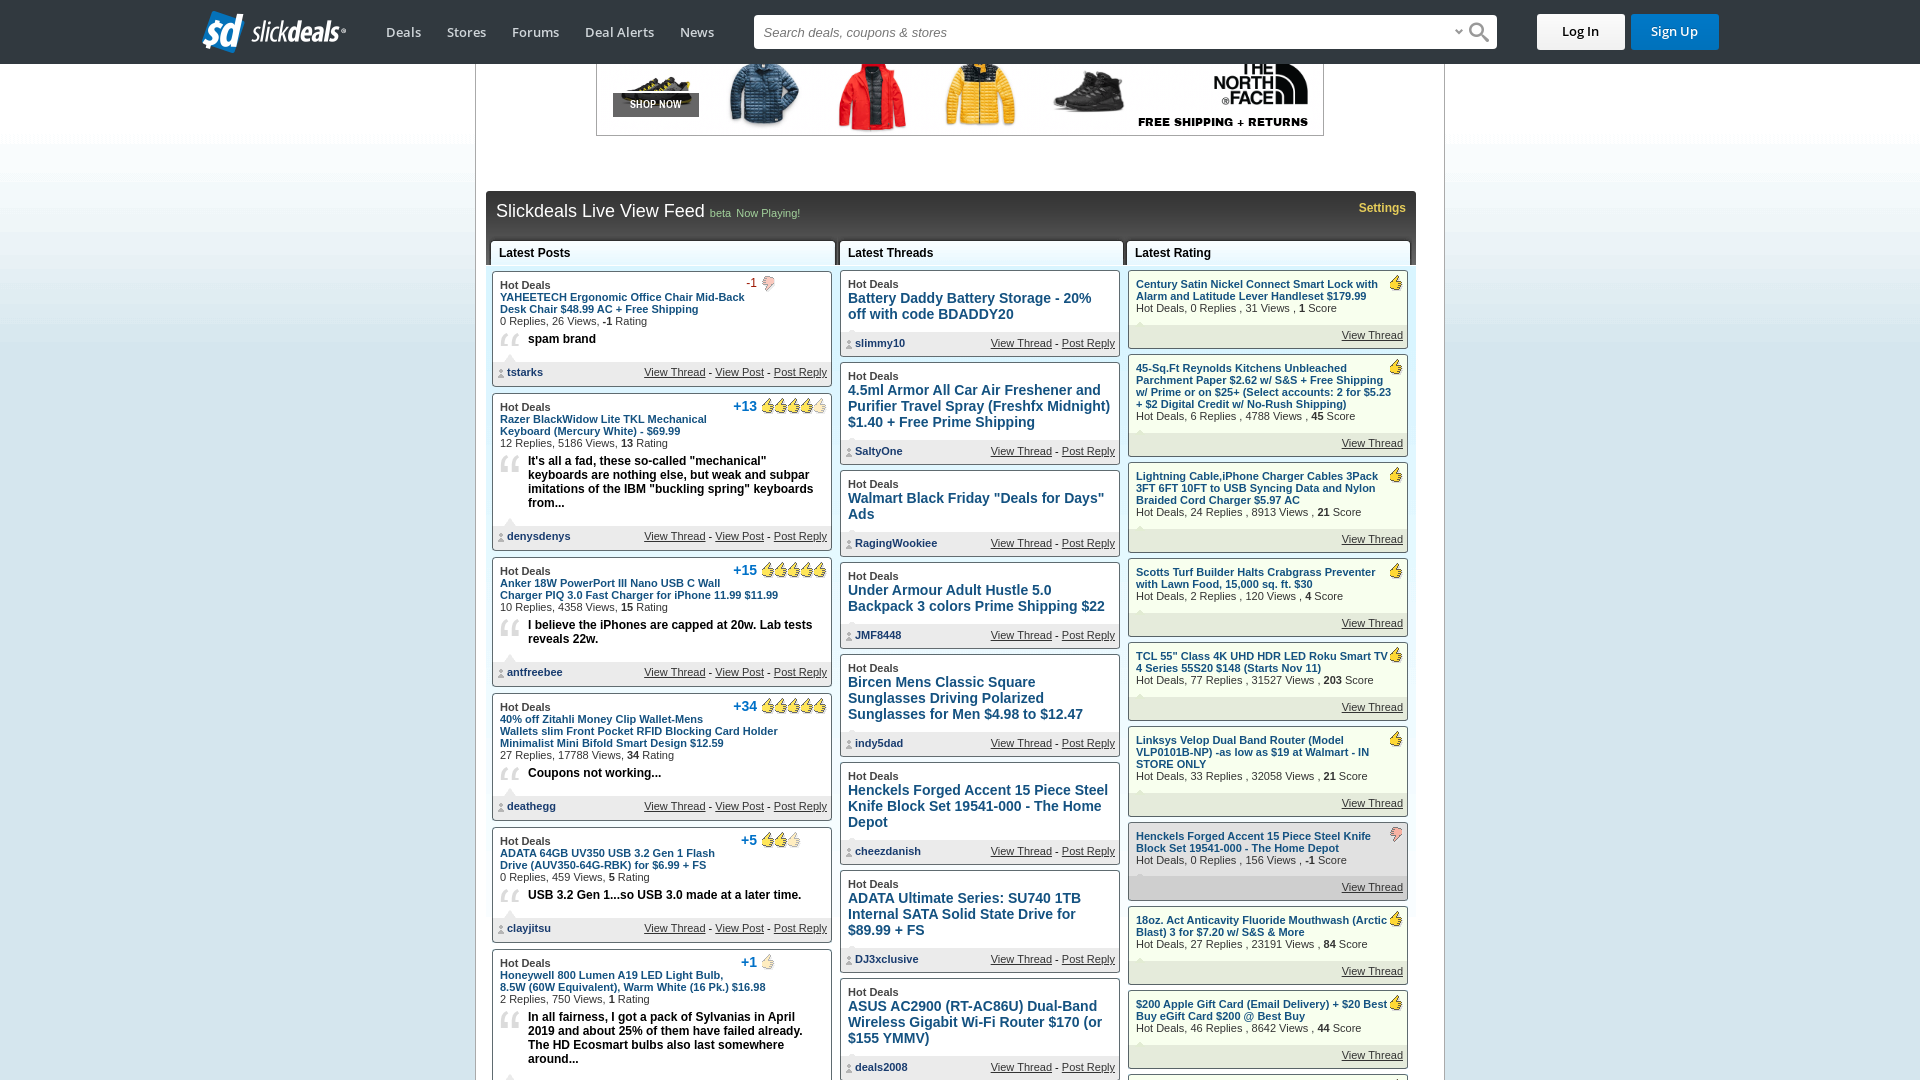 sd slickdeals
Deals
Stores
Forums
Deal Alerts
News
Search deals, coupons & stores
Log In
Sign Up
SHOP NOW
THE
NORTH
FACE
FREE SHIPPING + RETURNS
Slickdeals Live View Feed beta Now Playing!
Settings
Latest Posts
Hot Deals
-1
YAHEETECH Ergonomic Office Chair Mid-Back
Desk Chair $48.99 AC + Free Shipping
0 Replies, 26 Views, -1 Rating
spam brand
tstarks
View Thread - View Post - Post Reply
Hot Deals
+13
Razer BlackWidow Lite TKL Mechanical
Keyboard (Mercury White) - $69.99
12 Replies, 5186 Views, 13 Rating
It's all a fad, these so-called "mechanical"
keyboards are nothing else, but weak and subpar
imitations of the IBM "buckling spring" keyboards
from...
denysdenys
View Thread - View Post - Post Reply
Hot Deals
+15
Anker 18W PowerPort III Nano USB C Wall
Charger PIQ 3.0 Fast Charger for iPhone 11.99 $11.99
10 Replies, 4358 Views, 15 Rating
I believe the iPhones are capped at 20w. Lab tests
reveals 22w.
antfreebee
View Thread - View Post - Post Reply
Hot Deals
+34
40% off Zitahli Money Clip Wallet-Mens
Wallets slim Front Pocket RFID Blocking Card Holder
Minimalist Mini Bifold Smart Design $12.59
27 Replies, 17788 Views, 34 Rating
Coupons not working...
deathegg
View Thread - View Post - Post Reply
Hot Deals
+5
ADATA 64GB UV350 USB 3.2 Gen 1 Flash
Drive (AUV350-64G-RBK) for $6.99 + FS
0 Replies, 459 Views, 5 Rating
USB 3.2 Gen 1...so USB 3.0 made at a later time.
clayjitsu
View Thread - View Post - Post Reply
Hot Deals
+1
Honeywell 800 Lumen A19 LED Light Bulb,
8.5W (60W Equivalent), Warm White (16 Pk.) $16.98
2 Replies, 750 Views, 1 Rating
In all fairness, I got a pack of Sylvanias in April
2019 and about 25% of them have failed already.
The HD Ecosmart bulbs also last somewhere
around...
Latest Threads
Hot Deals
Battery Daddy Battery Storage - 20%
off with code BDADDY20
slimmy10
View Thread - Post Reply
Hot Deals
4.5ml Armor All Car Air Freshener and
Purifier Travel Spray (Freshfx Midnight)
$1.40 + Free Prime Shipping
SaltyOne
View Thread - Post Reply
Hot Deals
Walmart Black Friday "Deals for Days"
Ads
RagingWookiee
View Thread - Post Reply
Hot Deals
Under Armour Adult Hustle 5.0
Backpack 3 colors Prime Shipping $22
JMF8448
View Thread - Post Reply
Hot Deals
Bircen Mens Classic Square
Sunglasses Driving Polarized
Sunglasses for Men $4.98 to $12.47
indy5dad
View Thread - Post Reply
Hot Deals
Henckels Forged Accent 15 Piece Steel
Knife Block Set 19541-000 - The Home
Depot
cheezdanish
View Thread - Post Reply
Hot Deals
ADATA Ultimate Series: SU740 1TB
Internal SATA Solid State Drive for
$89.99 + FS
DJ3xclusive
View Thread - Post Reply
Hot Deals
ASUS AC2900 (RT-AC86U) Dual-Band
Wireless Gigabit Wi-Fi Router $170 (or
$155 YMMV)
deals2008
View Thread - Post Reply
Latest Rating
Century Satin Nickel Connect Smart Lock with
Alarm and Latitude Lever Handleset $179.99
Hot Deals, 0 Replies , 31 Views , 1 Score
View Thread
45-Sq.Ft Reynolds Kitchens Unbleached
Parchment Paper $2.62 w/ S&S + Free Shipping
w/ Prime or on $25+ (Select accounts: 2 for $5.23
+ $2 Digital Credit w/ No-Rush Shipping)
Hot Deals, 6 Replies , 4788 Views , 45 Score
View Thread
Lightning Cable,iPhone Charger Cables 3Pack
3FT 6FT 10FT to USB Syncing Data and Nylon
Braided Cord Charger $5.97 AC
Hot Deals, 24 Replies , 8913 Views , 21 Score
View Thread
Scotts Turf Builder Halts Crabgrass Preventer
with Lawn Food, 15,000 sq. ft. $30
Hot Deals, 2 Replies , 120 Views , 4 Score
View Thread
TCL 55" Class 4K UHD HDR LED Roku Smart TV
4 Series 55S20 $148 (Starts Nov 11)
Hot Deals, 77 Replies , 31527 Views , 203 Score
View Thread
Linksys Velop Dual Band Router (Model
VLP0101B-NP) -as low as $19 at Walmart - IN
STORE ONLY
Hot Deals, 33 Replies , 32058 Views , 21 Score
View Thread
Henckels Forged Accent 15 Piece Steel Knife
Block Set 19541-000 - The Home Depot
Hot Deals, 0 Replies , 156 Views , -1 Score
View Thread
18oz. Act Anticavity Fluoride Mouthwash (Arctic
Blast) 3 for $7.20 w/ S&S & More
Hot Deals, 27 Replies , 23191 Views , 84 Score
View Thread
$200 Apple Gift Card (Email Delivery) + $20 Best
Buy eGift Card $200 @ Best Buy
Hot Deals, 46 Replies , 8642 Views , 44 Score
View Thread